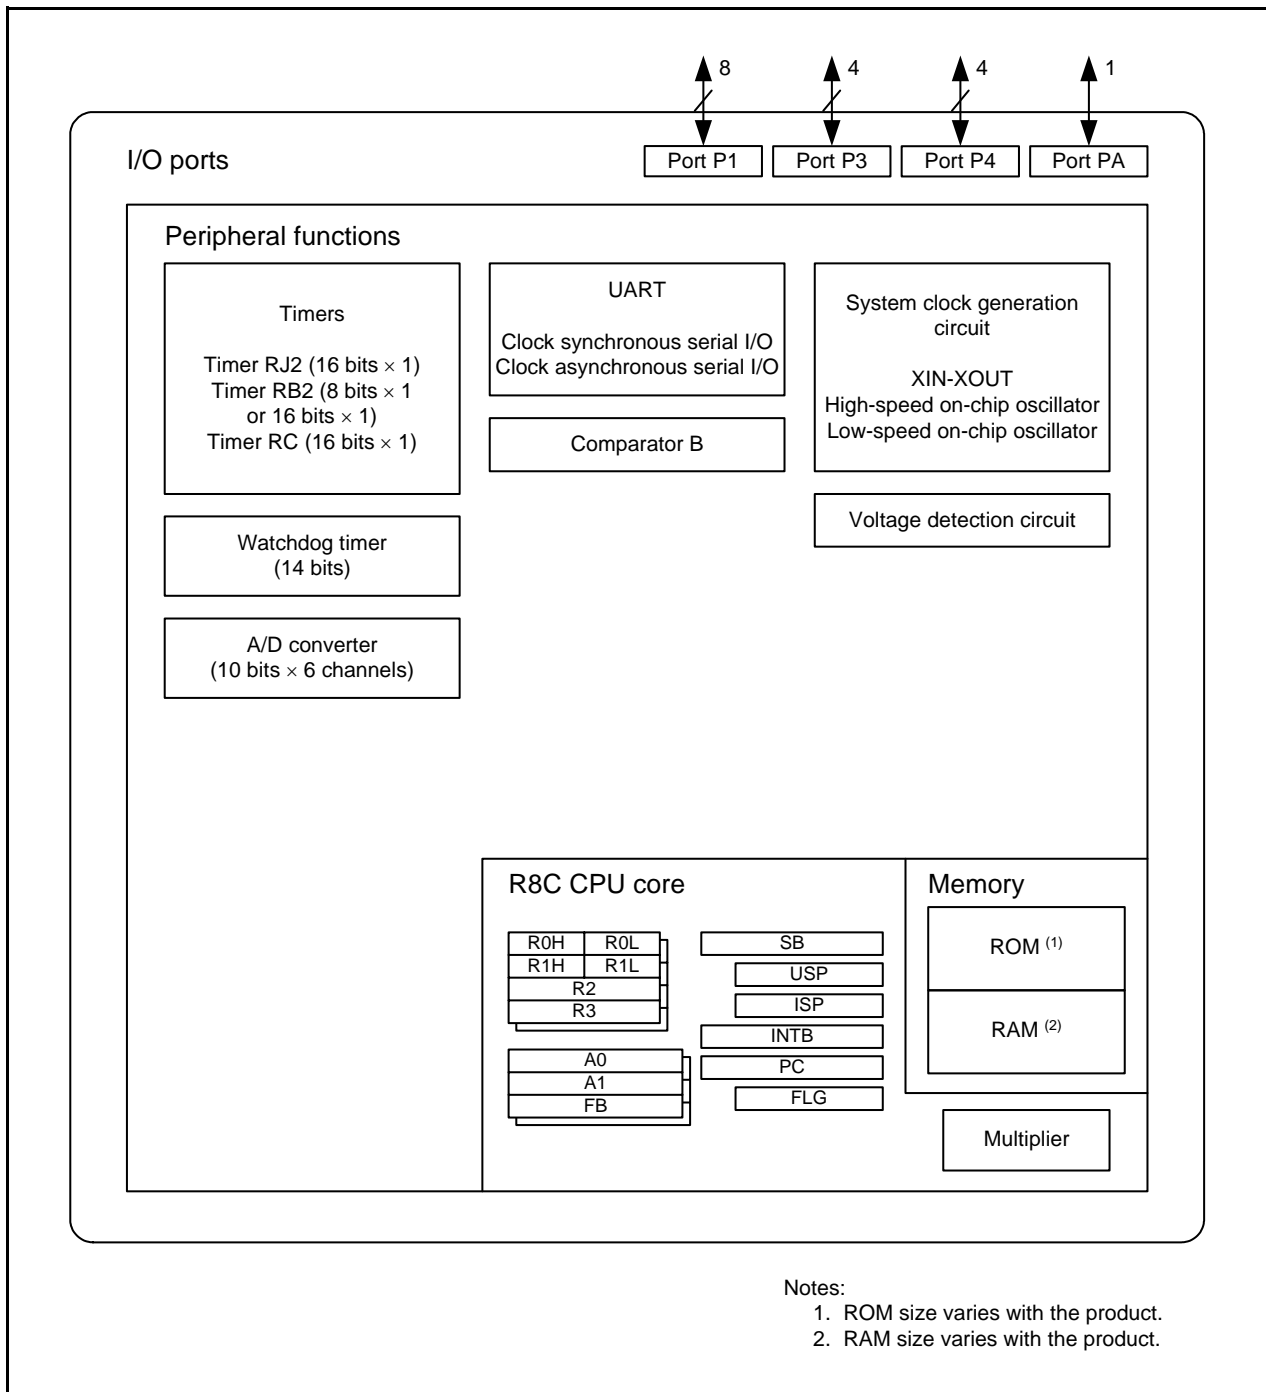 8
4
4
1
I/O ports
Port P1
Port P3
Port P4
Port PA
Peripheral functions
Timers
Timer RJ2 (16 bits × 1)
Timer RB2 (8 bits × 1
or 16 bits × 1)
Timer RC (16 bits × 1)
UART
Clock synchronous serial I/O
Clock asynchronous serial I/O
System clock generation
circuit
XIN-XOUT
High-speed on-chip oscillator
Low-speed on-chip oscillator
Comparator B
Voltage detection circuit
Watchdog timer
(14 bits)
A/D converter
(10 bits × 6 channels)
R8C CPU core
R0H
R0L
R1H
R1L
R2
R3
A0
A1
FB
SB
USP
ISP
INTB
PC
FLG
Memory
ROM (1)
RAM (2)
Multiplier
Notes:
1. ROM size varies with the product.
2. RAM size varies with the product.